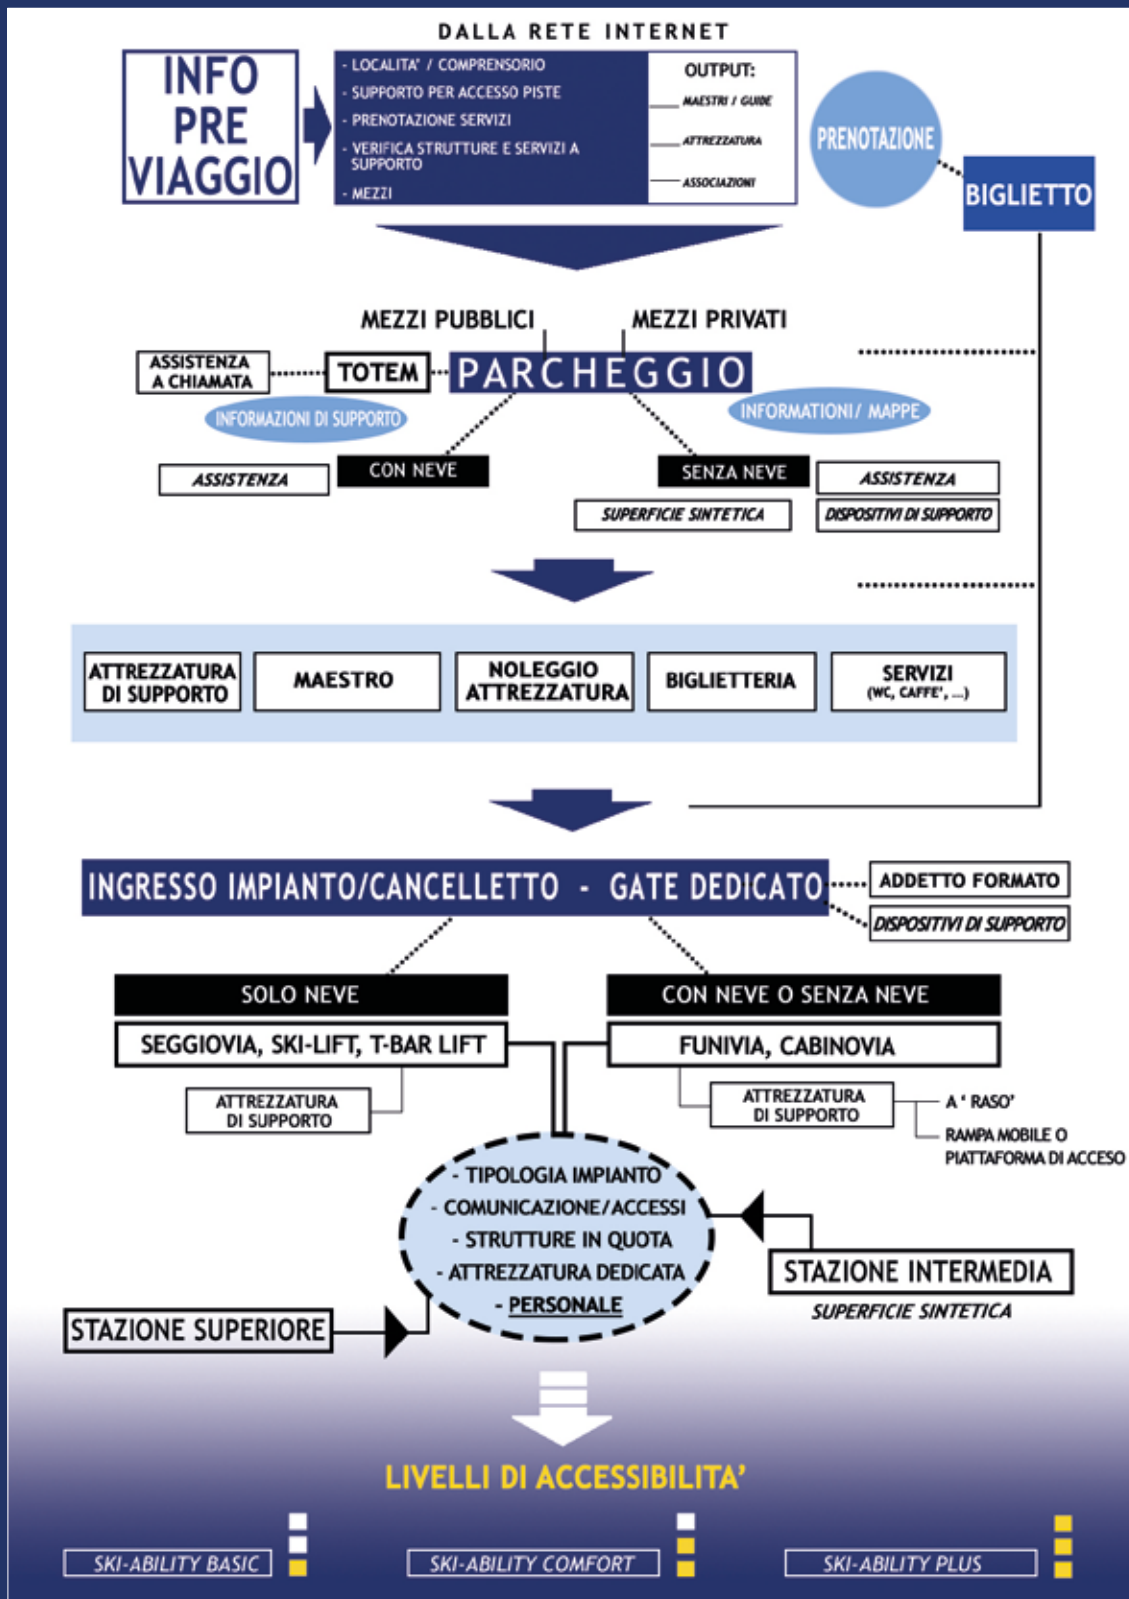 DALLA RETE INTERNET
INFO
PRE
VIAGGIO
- LOCALITA' / COMPRENSORIO
- SUPPORTO PER ACCESSO PISTE
- PRENOTAZIONE SERVIZI
- VERIFICA STRUTTURE E SERVIZI A
SUPPORTO
- MEZZI
OUTPUT:
MAESTRI / GUIDE
ATTREZZATURA
ASSOCIAZIONI
PRENOTAZIONE
BIGLIETTO
MEZZI PUBBLICI
MEZZI PRIVATI
ASSISTENZA
A CHIAMATA
TOTEM
PARCHEGGIO
INFORMAZIONI DI SUPPORTO
INFORMATIONI/ MAPPE
ASSISTENZA
CON NEVE
SENZA NEVE
ASSISTENZA
SUPERFICIE SINTETICA
DISPOSITIVI DI SUPPORTO
ATTREZZATURA
DI SUPPORTO
MAESTRO
NOLEGGIO
ATTREZZATURA
BIGLIETTERIA
SERVIZI
(WC, CAFFE', ...)
INGRESSO IMPIANTO/CANCELLETTO - GATE DEDICATO
ADDETTO FORMATO
DISPOSITIVI DI SUPPORTO
SOLO NEVE
SEGGIOVIA, SKI-LIFT, T-BAR LIFT
ATTREZZATURA
DI SUPPORTO
CON NEVE O SENZA NEVE
FUNIVIA, CABINOVIA
ATTREZZATURA
DI SUPPORTO
A ' RASO'
RAMPA MOBILE O
PIATTAFORMA DI ACCESO
- TIPOLOGIA IMPIANTO
- COMUNICAZIONE/ACCESSI
- STRUTTURE IN QUOTA
- ATTREZZATURA DEDICATA
- PERSONALE
STAZIONE INTERMEDIA
SUPERFICIE SINTETICA
STAZIONE SUPERIORE
LIVELLI DI ACCESSIBILITA'
SKI-ABILITY BASIC
SKI-ABILITY COMFORT
SKI-ABILITY PLUS